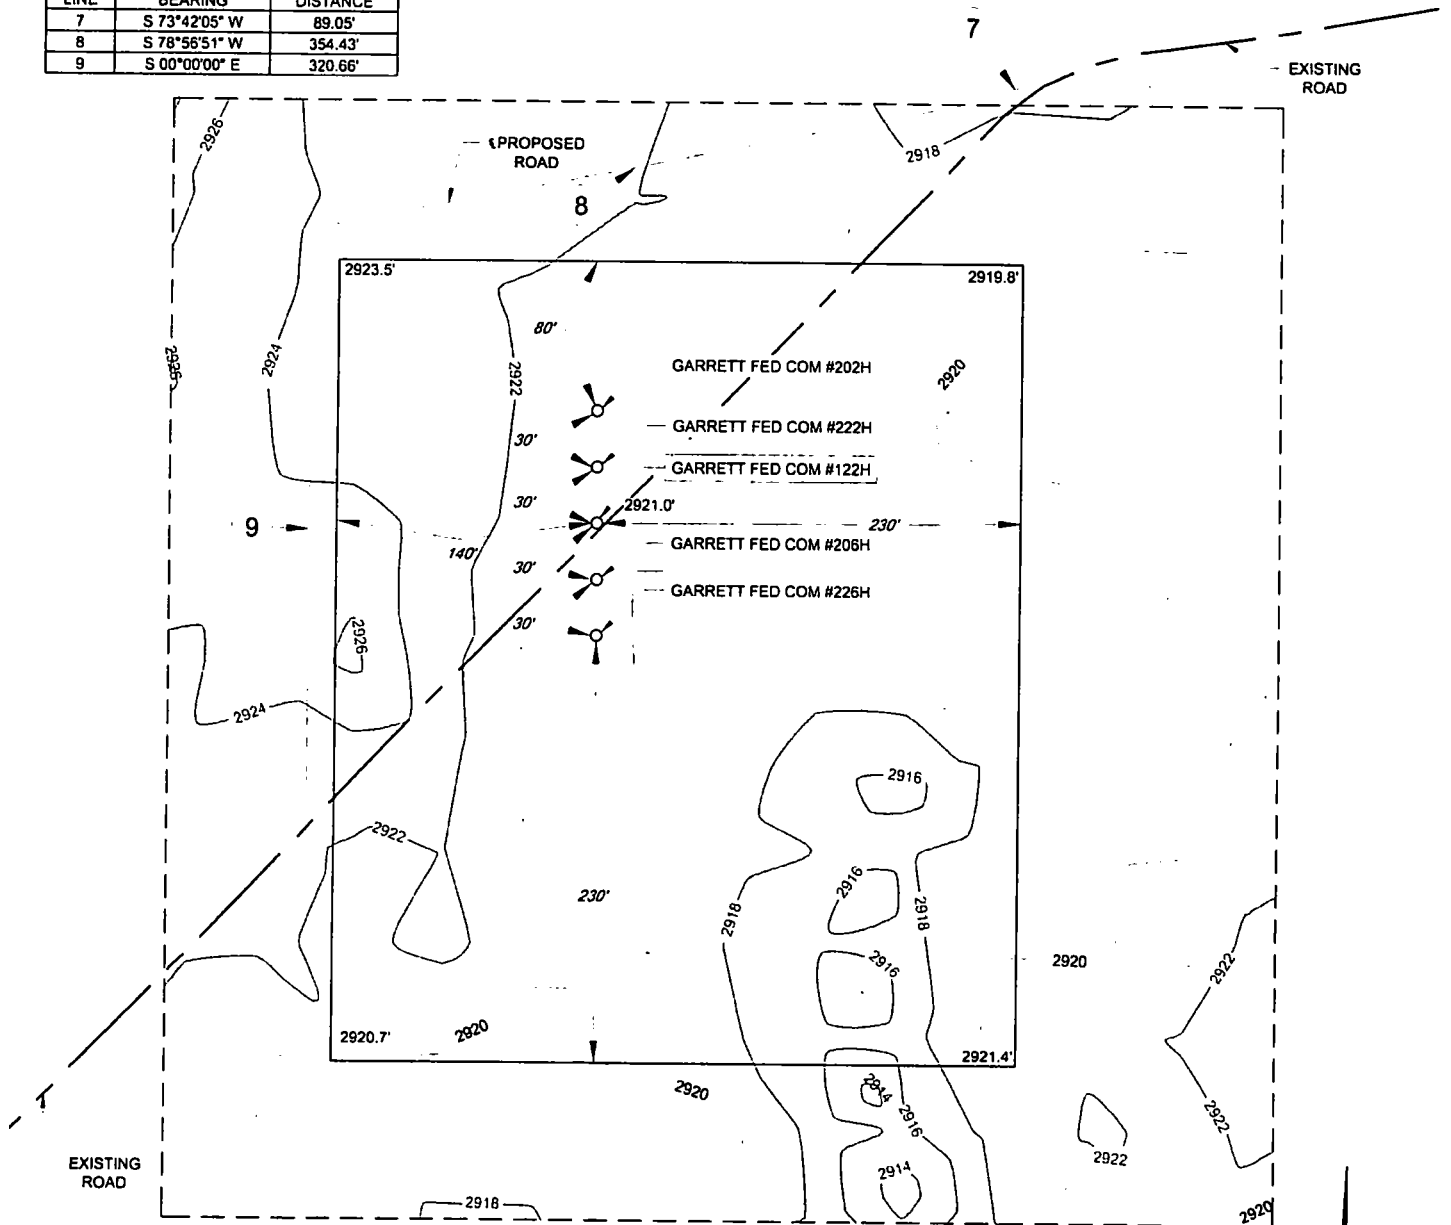 LINE BEARING DISTANCE
7 S 73°42'05" W 89.05'
8 S 78°56'51" W 354.43'
9 S 00°00'00" E 320.66'
7
EXISTING
ROAD
2926
PROPOSED
ROAD
2918
8
2923.5'
2919.8'
80'
2926
2924
2922
GARRETT FED COM #202H
2920
30'
GARRETT FED COM #222H
GARRETT FED COM #122H
30'
2921.0'
9
230'
140'
GARRETT FED COM #206H
30'
GARRETT FED COM #226H
30'
2926
2924
2916
2922
2916
230'
2918
2918
2916
2920
2922
2920.7'
2920
2921.4'
2920
2914
2916
2922
2922
EXISTING
ROAD
2914
2918
2920